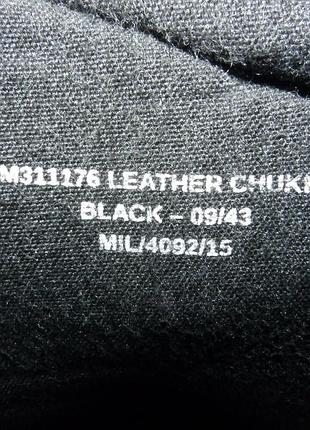 M311176 LEATHER CHUK
BLACK – 09/43
MIL/4092/15